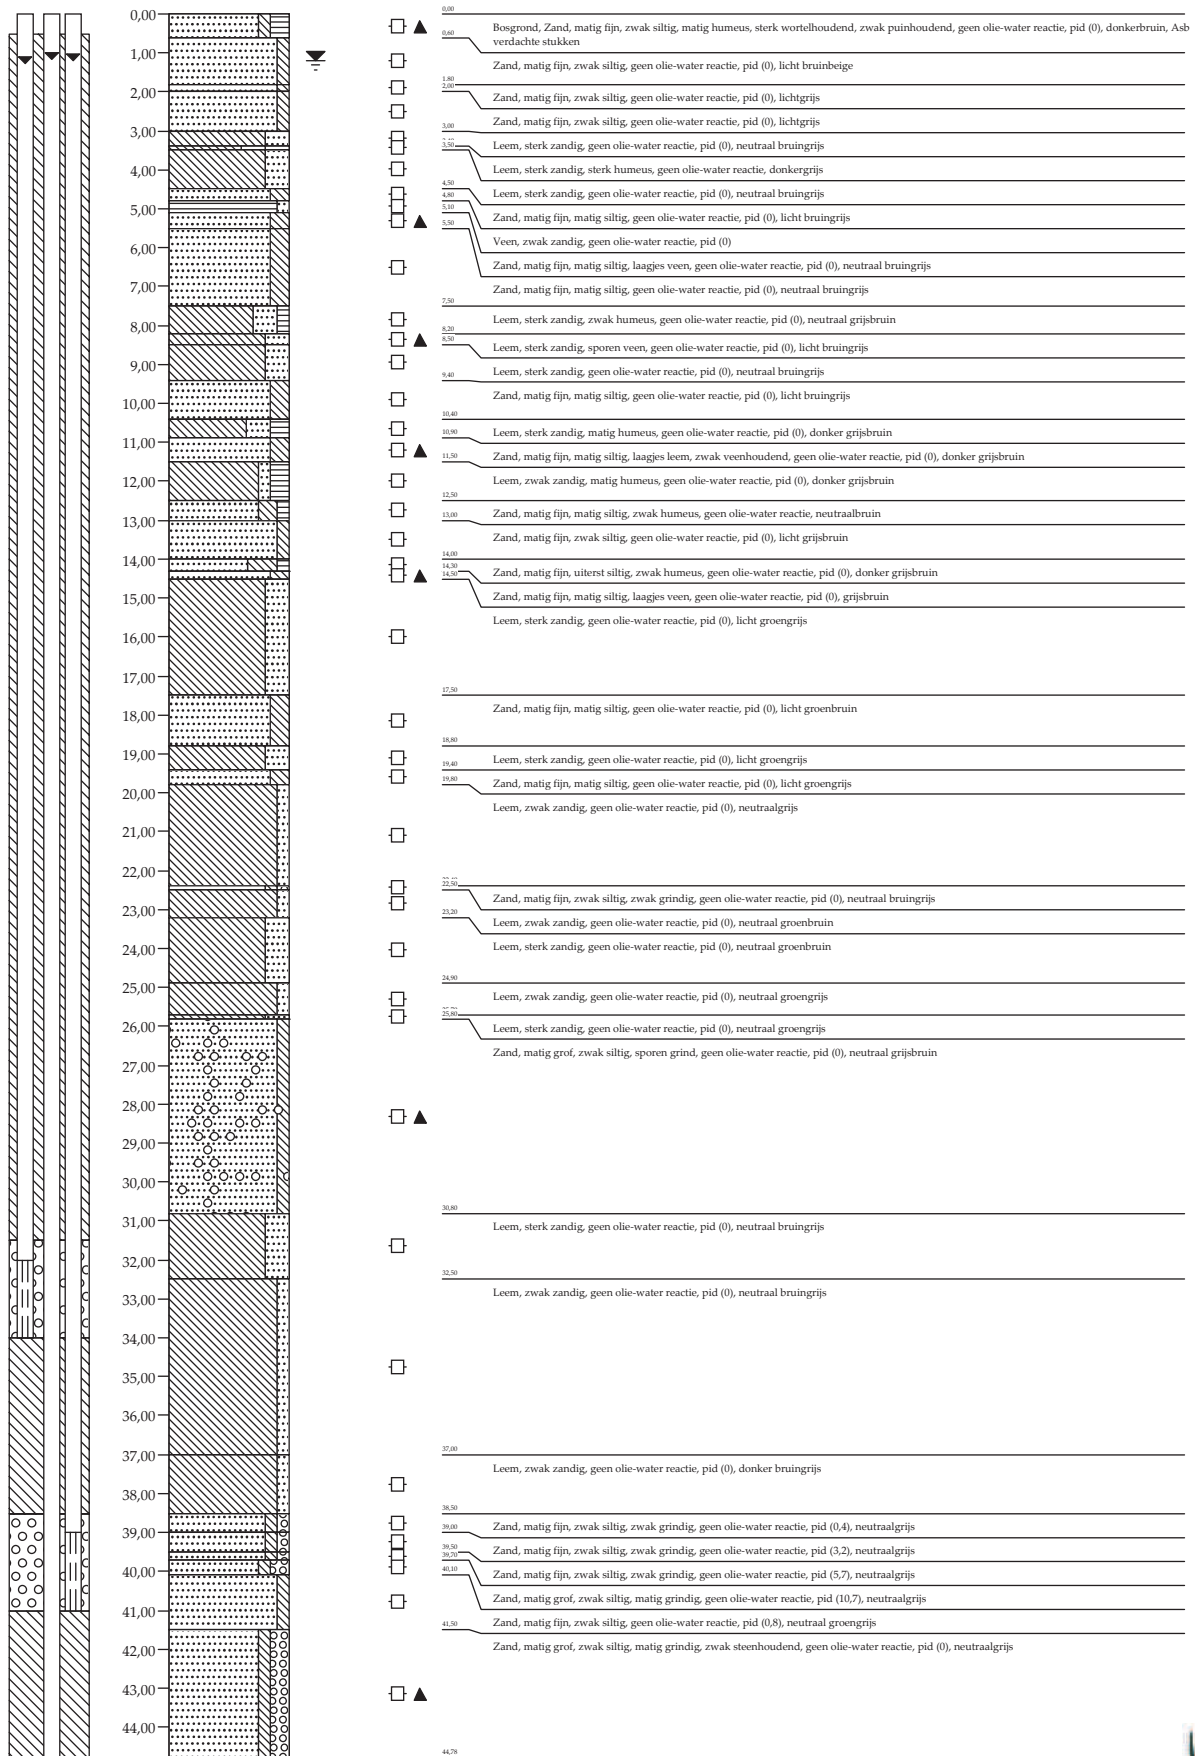 0,00
1,00
2,00
3,00
4,00
5,00
6,00
7,00
8,00
9,00
10,00
11,00
12,00
13,00
14,00
15,00
16,00
17,00
18,00
19,00
20,00
21,00
22,00
23,00
24,00
25,00
26,00
27,00
28,00
29,00
30,00
31,00
32,00
33,00
34,00
35,00
36,00
37,00
38,00
39,00
40,00
41,00
42,00
43,00
44,00
0,00
Bosgrond, Zand, matig fijn, zwak siltig, matig humeus, sterk wortelhoudend, zwak puinhoudend, geen olie-water reactie, pid (0), donkerbruin, Asb
verdachte stukken
0,60
Zand, matig fijn, zwak siltig, geen olie-water reactie, pid (0), licht bruinbeige
1,80
Zand, matig fijn, zwak siltig, geen olie-water reactie, pid (0), lichtgrijs
2,00
Zand, matig fijn, zwak siltig, geen olie-water reactie, pid (0), lichtgrijs
3,00
Leem, sterk zandig, geen olie-water reactie, pid (0), neutraal bruingrijs
Leem, sterk zandig, sterk humeus, geen olie-water reactie, donkergrijs
3,50
Leem, sterk zandig, geen olie-water reactie, pid (0), neutraal bruingrijs
4,50
Zand, matig fijn, matig siltig, geen olie-water reactie, pid (0), licht bruingrijs
4,80
Veen, zwak zandig, geen olie-water reactie, pid (0)
5,10
Zand, matig fijn, matig siltig, laagjes veen, geen olie-water reactie, pid (0), neutraal bruingrijs
5,50
Zand, matig fijn, matig siltig, geen olie-water reactie, pid (0), neutraal bruingrijs
7,50
Leem, sterk zandig, zwak humeus, geen olie-water reactie, pid (0), neutraal grijsbruin
8,20
Leem, sterk zandig, sporen veen, geen olie-water reactie, pid (0), licht bruingrijs
8,50
Leem, sterk zandig, geen olie-water reactie, pid (0), neutraal bruingrijs
9,40
Zand, matig fijn, matig siltig, geen olie-water reactie, pid (0), licht bruingrijs
10,40
Leem, sterk zandig, matig humeus, geen olie-water reactie, pid (0), donker grijsbruin
10,90
Zand, matig fijn, matig siltig, laagjes leem, zwak veenhoudend, geen olie-water reactie, pid (0), donker grijsbruin
11,50
Leem, zwak zandig, matig humeus, geen olie-water reactie, pid (0), donker grijsbruin
12,50
Zand, matig fijn, matig siltig, zwak humeus, geen olie-water reactie, neutraalbruin
13,00
Zand, matig fijn, zwak siltig, geen olie-water reactie, pid (0), licht grijsbruin
14,00
Zand, matig fijn, uiterst siltig, zwak humeus, geen olie-water reactie, pid (0), donker grijsbruin
14,30
Zand, matig fijn, matig siltig, laagjes veen, geen olie-water reactie, pid (0), grijsbruin
14,50
Leem, sterk zandig, geen olie-water reactie, pid (0), licht groengrijs
17,50
Zand, matig fijn, matig siltig, geen olie-water reactie, pid (0), licht groenbruin
18,80
Leem, sterk zandig, geen olie-water reactie, pid (0), licht groengrijs
19,40
Zand, matig fijn, matig siltig, geen olie-water reactie, pid (0), licht groengrijs
19,80
Leem, zwak zandig, geen olie-water reactie, pid (0), neutraalgrijs
Zand, matig fijn, zwak siltig, zwak grindig, geen olie-water reactie, pid (0), neutraal bruingrijs
22,50
Leem, zwak zandig, geen olie-water reactie, pid (0), neutraal groenbruin
23,20
Leem, sterk zandig, geen olie-water reactie, pid (0), neutraal groenbruin
24,90
Leem, zwak zandig, geen olie-water reactie, pid (0), neutraal groengrijs
Leem, sterk zandig, geen olie-water reactie, pid (0), neutraal groengrijs
25,80
Zand, matig grof, zwak siltig, sporen grind, geen olie-water reactie, pid (0), neutraal grijsbruin
30,80
Leem, sterk zandig, geen olie-water reactie, pid (0), neutraal bruingrijs
32,50
Leem, zwak zandig, geen olie-water reactie, pid (0), neutraal bruingrijs
37,00
Leem, zwak zandig, geen olie-water reactie, pid (0), donker bruingrijs
38,50
Zand, matig fijn, zwak siltig, zwak grindig, geen olie-water reactie, pid (0,4), neutraalgrijs
39,00
Zand, matig fijn, zwak siltig, zwak grindig, geen olie-water reactie, pid (3,2), neutraalgrijs
39,50
Zand, matig fijn, zwak siltig, zwak grindig, geen olie-water reactie, pid (5,7), neutraalgrijs
39,70
Zand, matig grof, zwak siltig, matig grindig, geen olie-water reactie, pid (10,7), neutraalgrijs
40,10
Zand, matig fijn, zwak siltig, geen olie-water reactie, pid (0,8), neutraal groengrijs
41,50
Zand, matig grof, zwak siltig, matig grindig, zwak steenhoudend, geen olie-water reactie, pid (0), neutraalgrijs
44,78